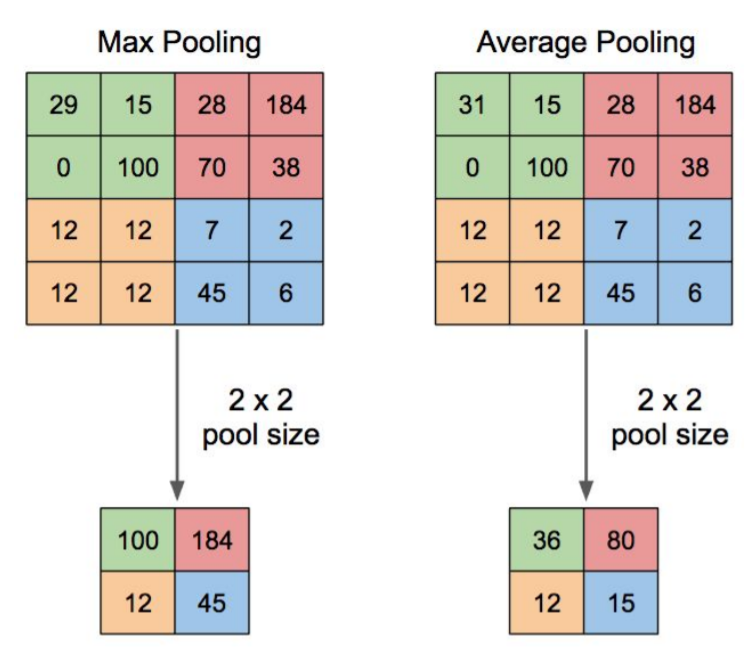 Max Pooling
29 15 28 184
0 100 70 38
12 12 7 2
12 12 45 6
2 x 2
pool size
100 184
12 45
Average Pooling
31 15 28 184
0 100 70 38
12 12 7 2
12 12 45 6
2 x 2
pool size
36 80
12 15